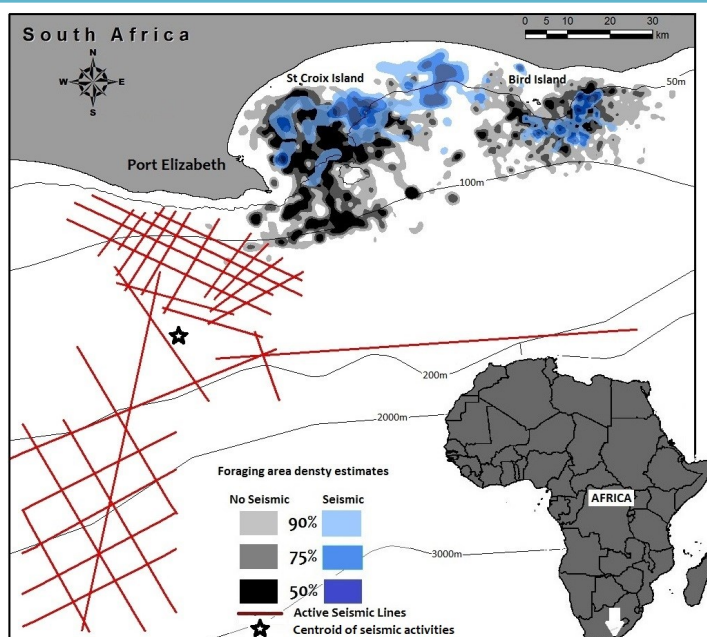 South Africa
N
W E
S
0 5 10 20 30
km
St Croix Island
Bird Island
50m
Port Elizabeth
100m
200m
2000m
3000m
Foraging area densty estimates
No Seismic Seismic
90%
75%
50%
Active Seismic Lines
Centroid of seismic activities
AFRICA